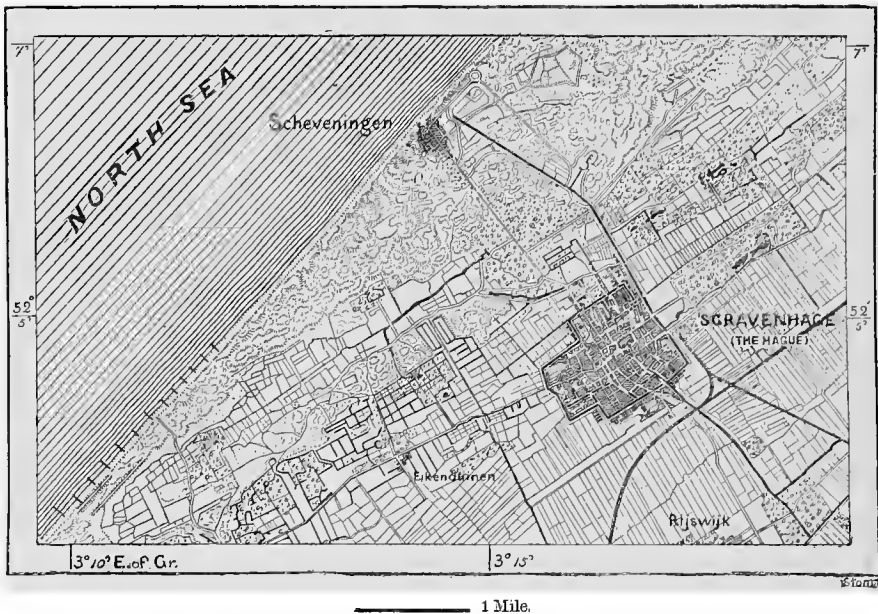 7'
7'
NORTH SEA
Scheveningen
52°
5'
52°
5'
SGRAVENHAGE
(THE HAGUE)
Eikenduinen
Rijswijk
3°10' E. of Gr.
3°15'
1 Mile.